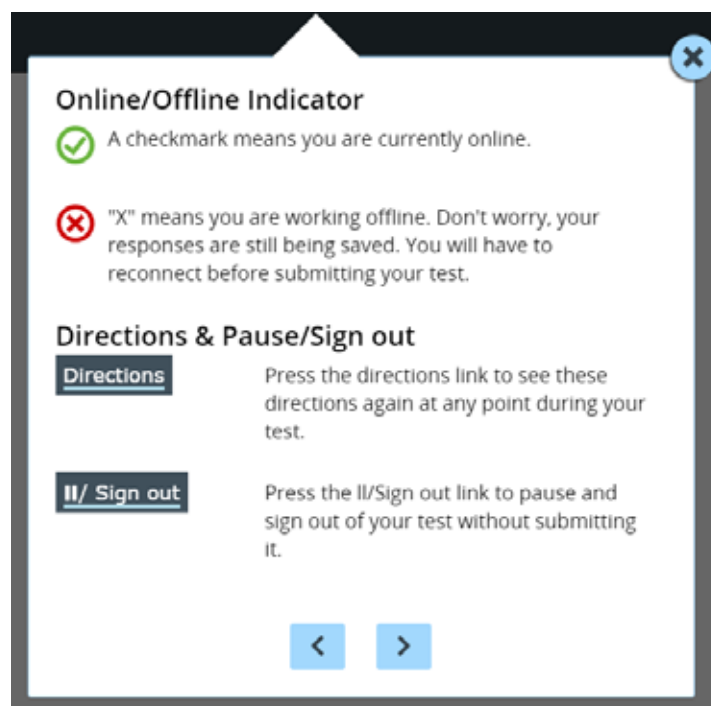 Online/Offline Indicator
A checkmark means you are currently online.
"X" means you are working offline. Don't worry, your
responses are still being saved. You will have to
reconnect before submitting your test.
Directions & Pause/Sign out
Directions
Press the directions link to see these
directions again at any point during your
test.
II/ Sign out
Press the II/Sign out link to pause and
sign out of your test without submitting
it.